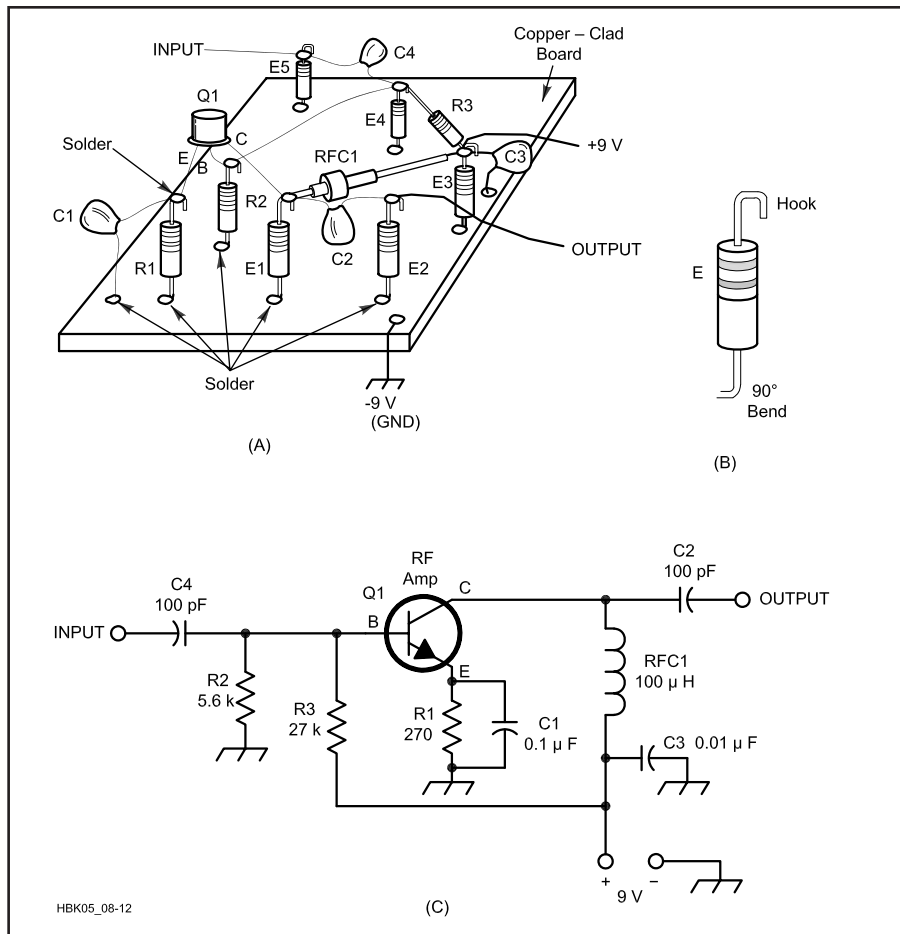 Copper – Clad
Board
INPUT
C4
E5
Q1
R3
E4
+9 V
Solder
E
B
C
RFC1
C3
E3
C1
R2
Hook
C2
OUTPUT
R1
E1
E2
E
Solder
-9 V
(GND)
90°
Bend
(A)
(B)
RF
Amp
C2
100 pF
C4
100 pF
Q1
C
OUTPUT
B
INPUT
RFC1
100 µ H
R2
5.6 k
E
R3
27 k
R1
270
C1
0.1 µ F
C3 0.01 µ F
+
9 V
–
HBK05_08-12
(C)